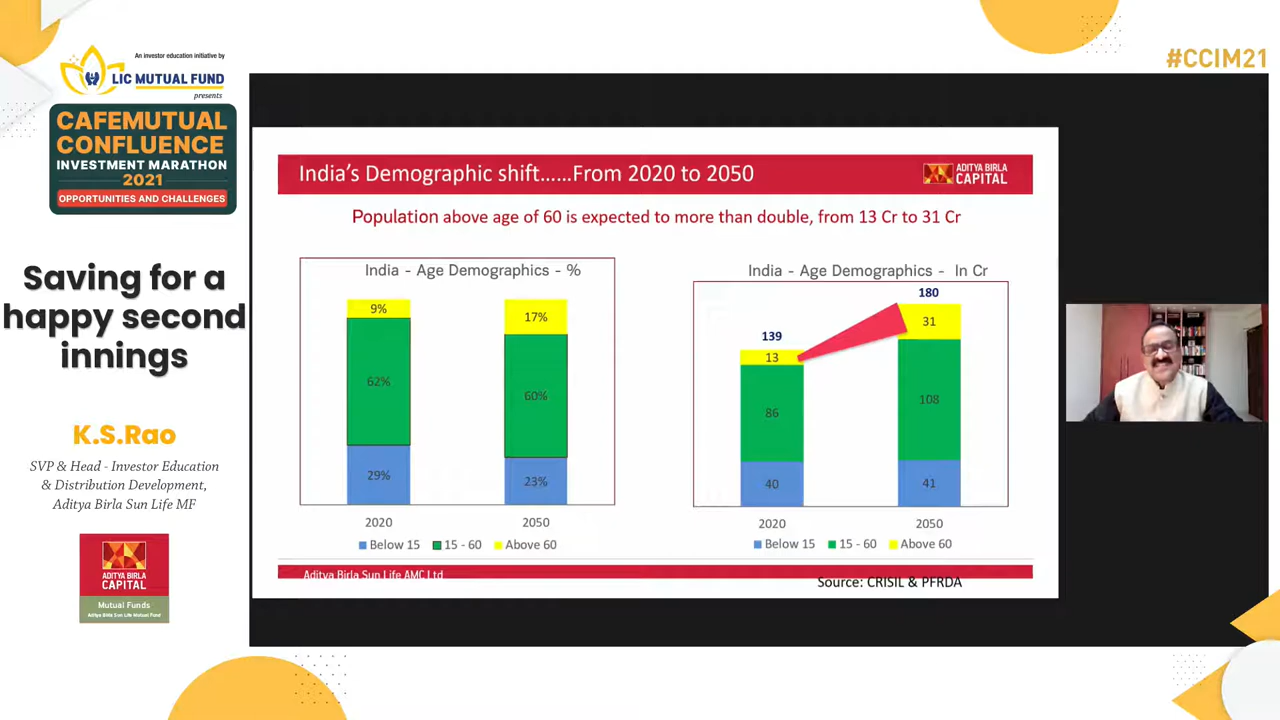 An investor education initiative by
LIC MUTUAL FUND
presents
CAFEMUTUAL
CONFLUENCE
INVESTMENT MARATHON
2021
OPPORTUNITIES AND CHALLENGES
#CCIM21
Saving for a
happy second
innings
K.S.Rao
SVP & Head - Investor Education
& Distribution Development,
Aditya Birla Sun Life MF
ADITYA BIRLA
CAPITAL
Mutual Funds
Aditya Birla Sun Life Mutual Fund
India's Demographic shift......From 2020 to 2050
ADITYA BIRLA
CAPITAL
Population above age of 60 is expected to more than double, from 13 Cr to 31 Cr
India - Age Demographics - %
9%
62%
29%
17%
60%
23%
2020
2050
Below 15
15 - 60
Above 60
India - Age Demographics - In Cr
139
13
86
40
180
31
108
41
2020
2050
Below 15
15 - 60
Above 60
Aditya Birla Sun Life AMC Ltd
Source: CRISIL & PFRDA